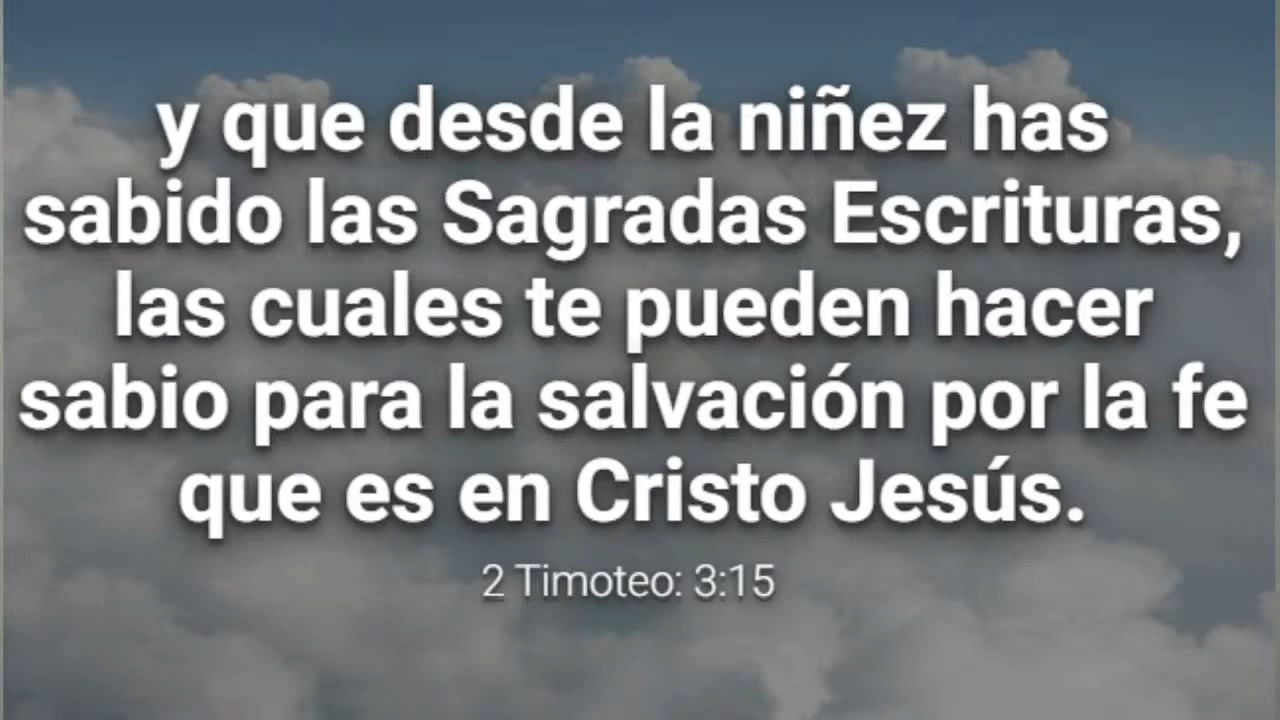 y que desde la niñez has
sabido las Sagradas Escrituras,
las cuales te pueden hacer
sabio para la salvación por la fe
que es en Cristo Jesús.
2 Timoteo: 3:15